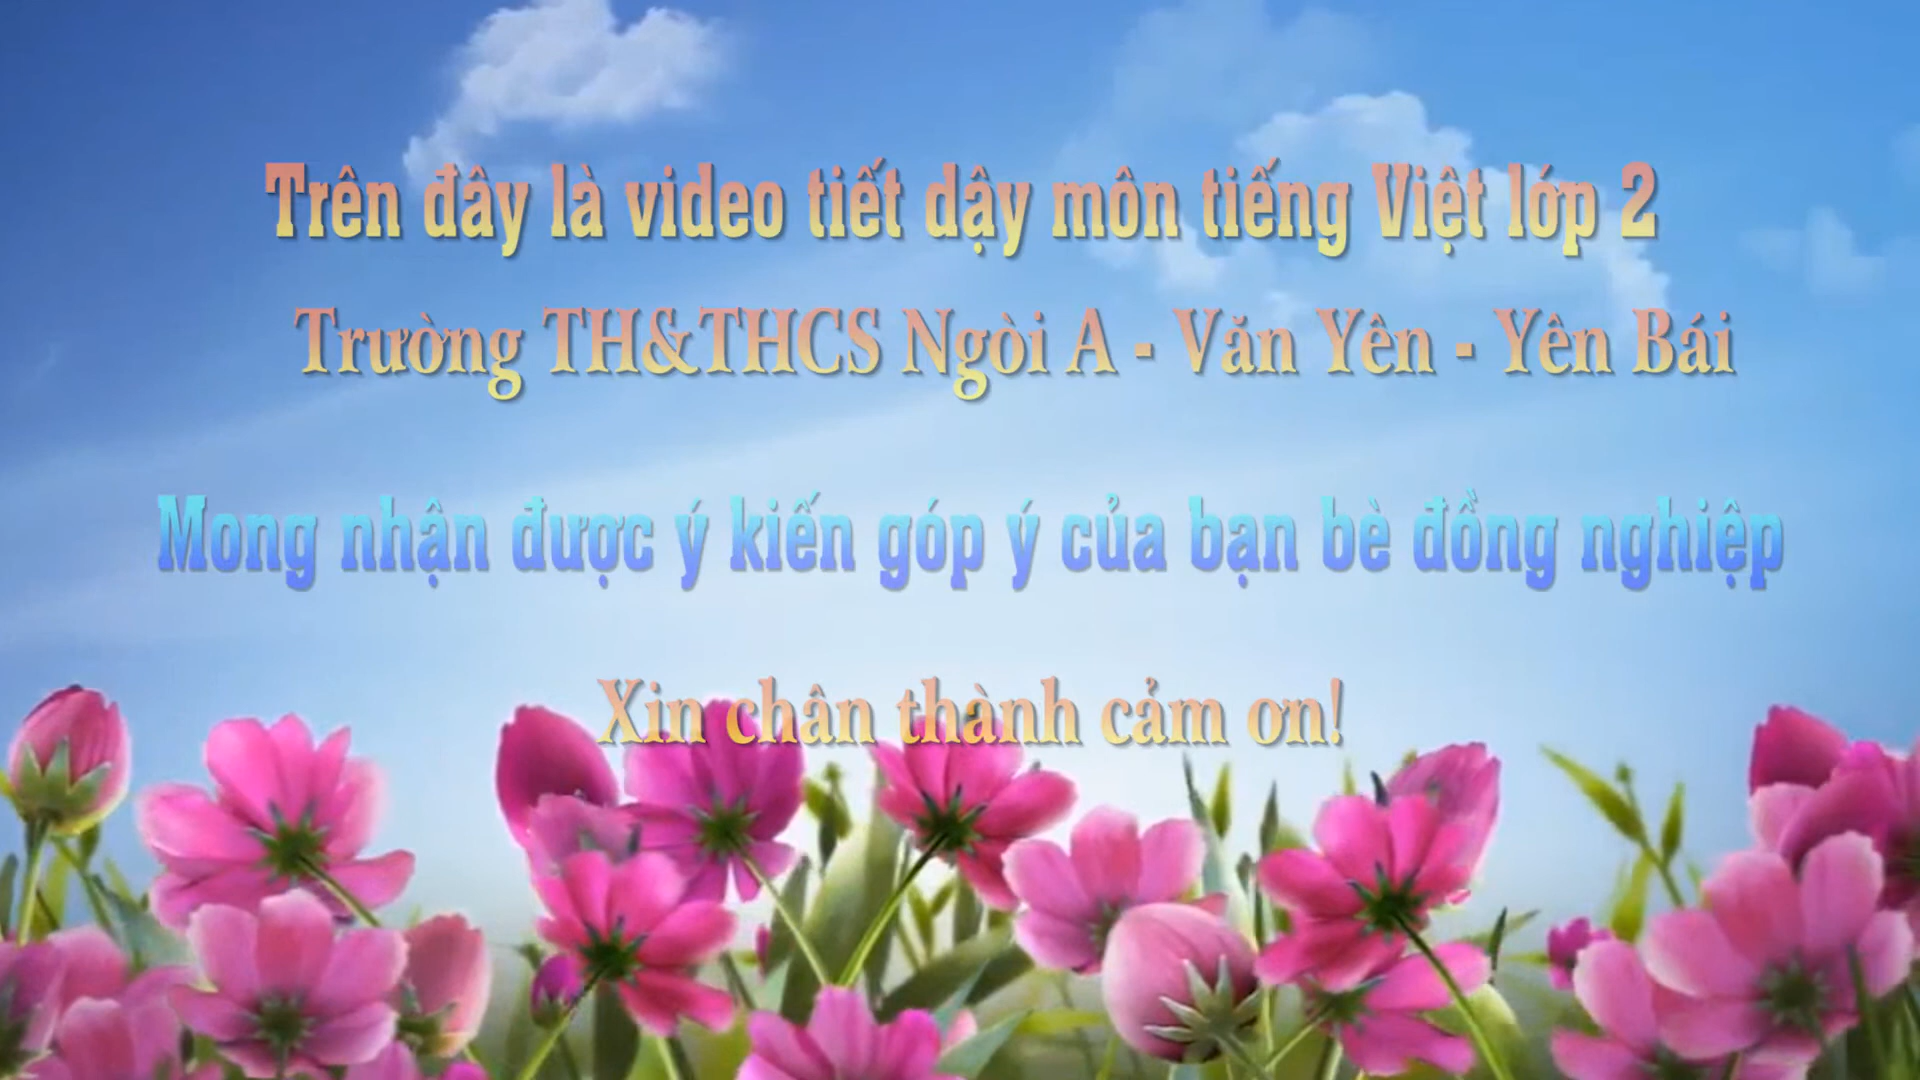 Trên đây là video tiết dậy môn tiếng Việt lớp 2
Trường TH&THCS Ngòi A - Văn Yên - Yên Bái
Mong nhận được ý kiến góp ý của bạn bè đồng nghiệp
Xin chân thành cảm ơn!